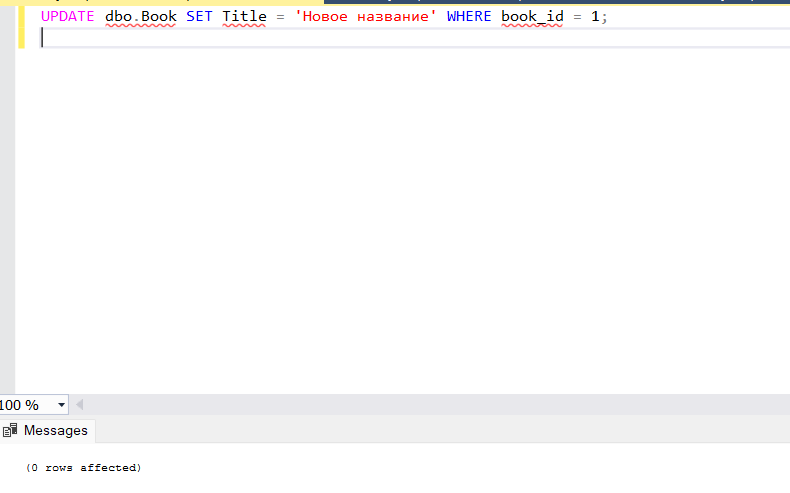 UPDATE dbo.Book SET Title = 'Новое название' WHERE book_id = 1;
100 %
Messages
(0 rows affected)